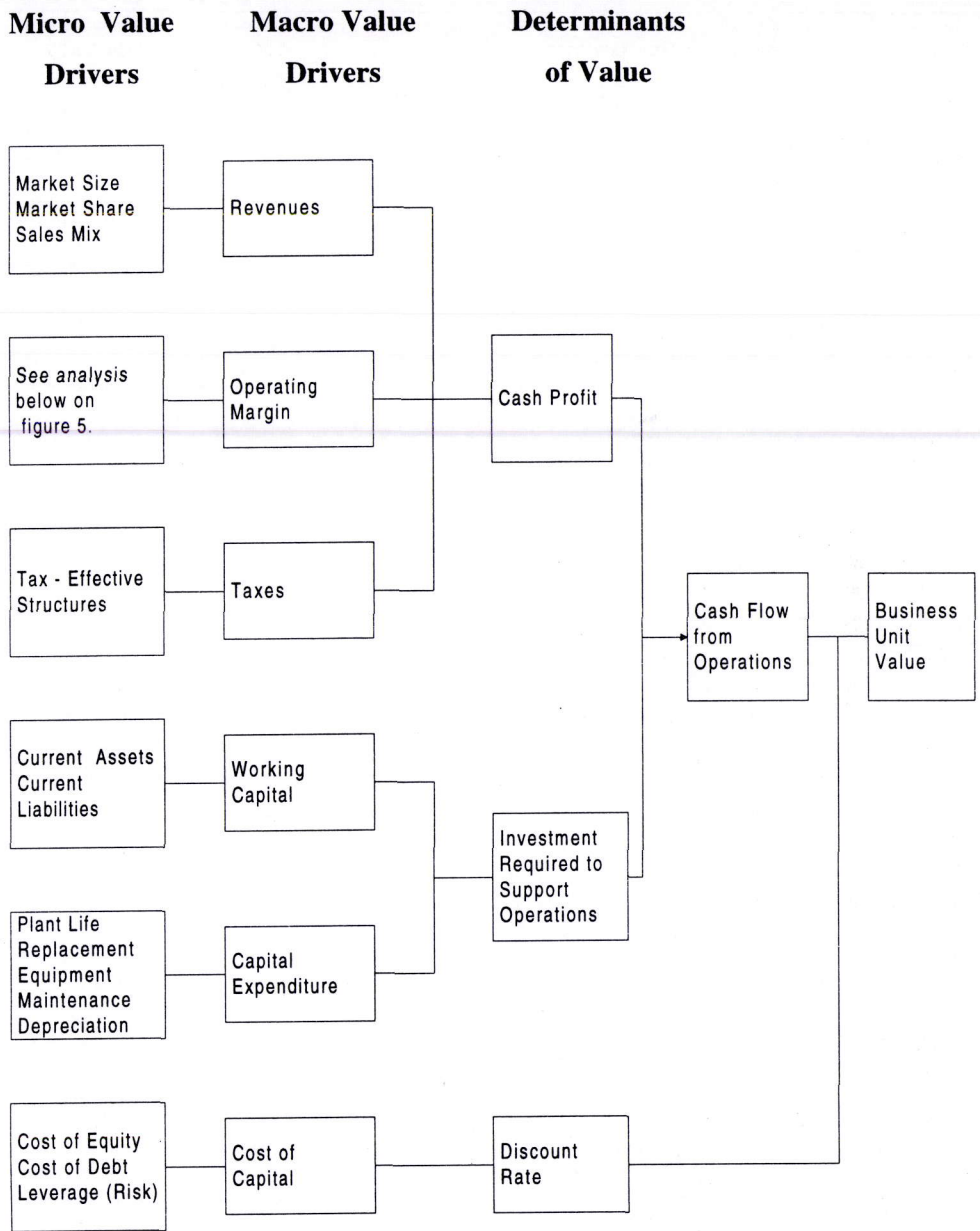 Micro Value
Drivers
Macro Value
Drivers
Determinants
of Value
Market Size
Market Share
Sales Mix
Revenues
See analysis
below on
figure 5.
Operating
Margin
Cash Profit
Tax - Effective
Structures
Taxes
Cash Flow
from
Operations
Business
Unit
Value
Current Assets
Current
Liabilities
Working
Capital
Investment
Required to
Support
Operations
Plant Life
Replacement
Equipment
Maintenance
Depreciation
Capital
Expenditure
Cost of Equity
Cost of Debt
Leverage (Risk)
Cost of
Capital
Discount
Rate